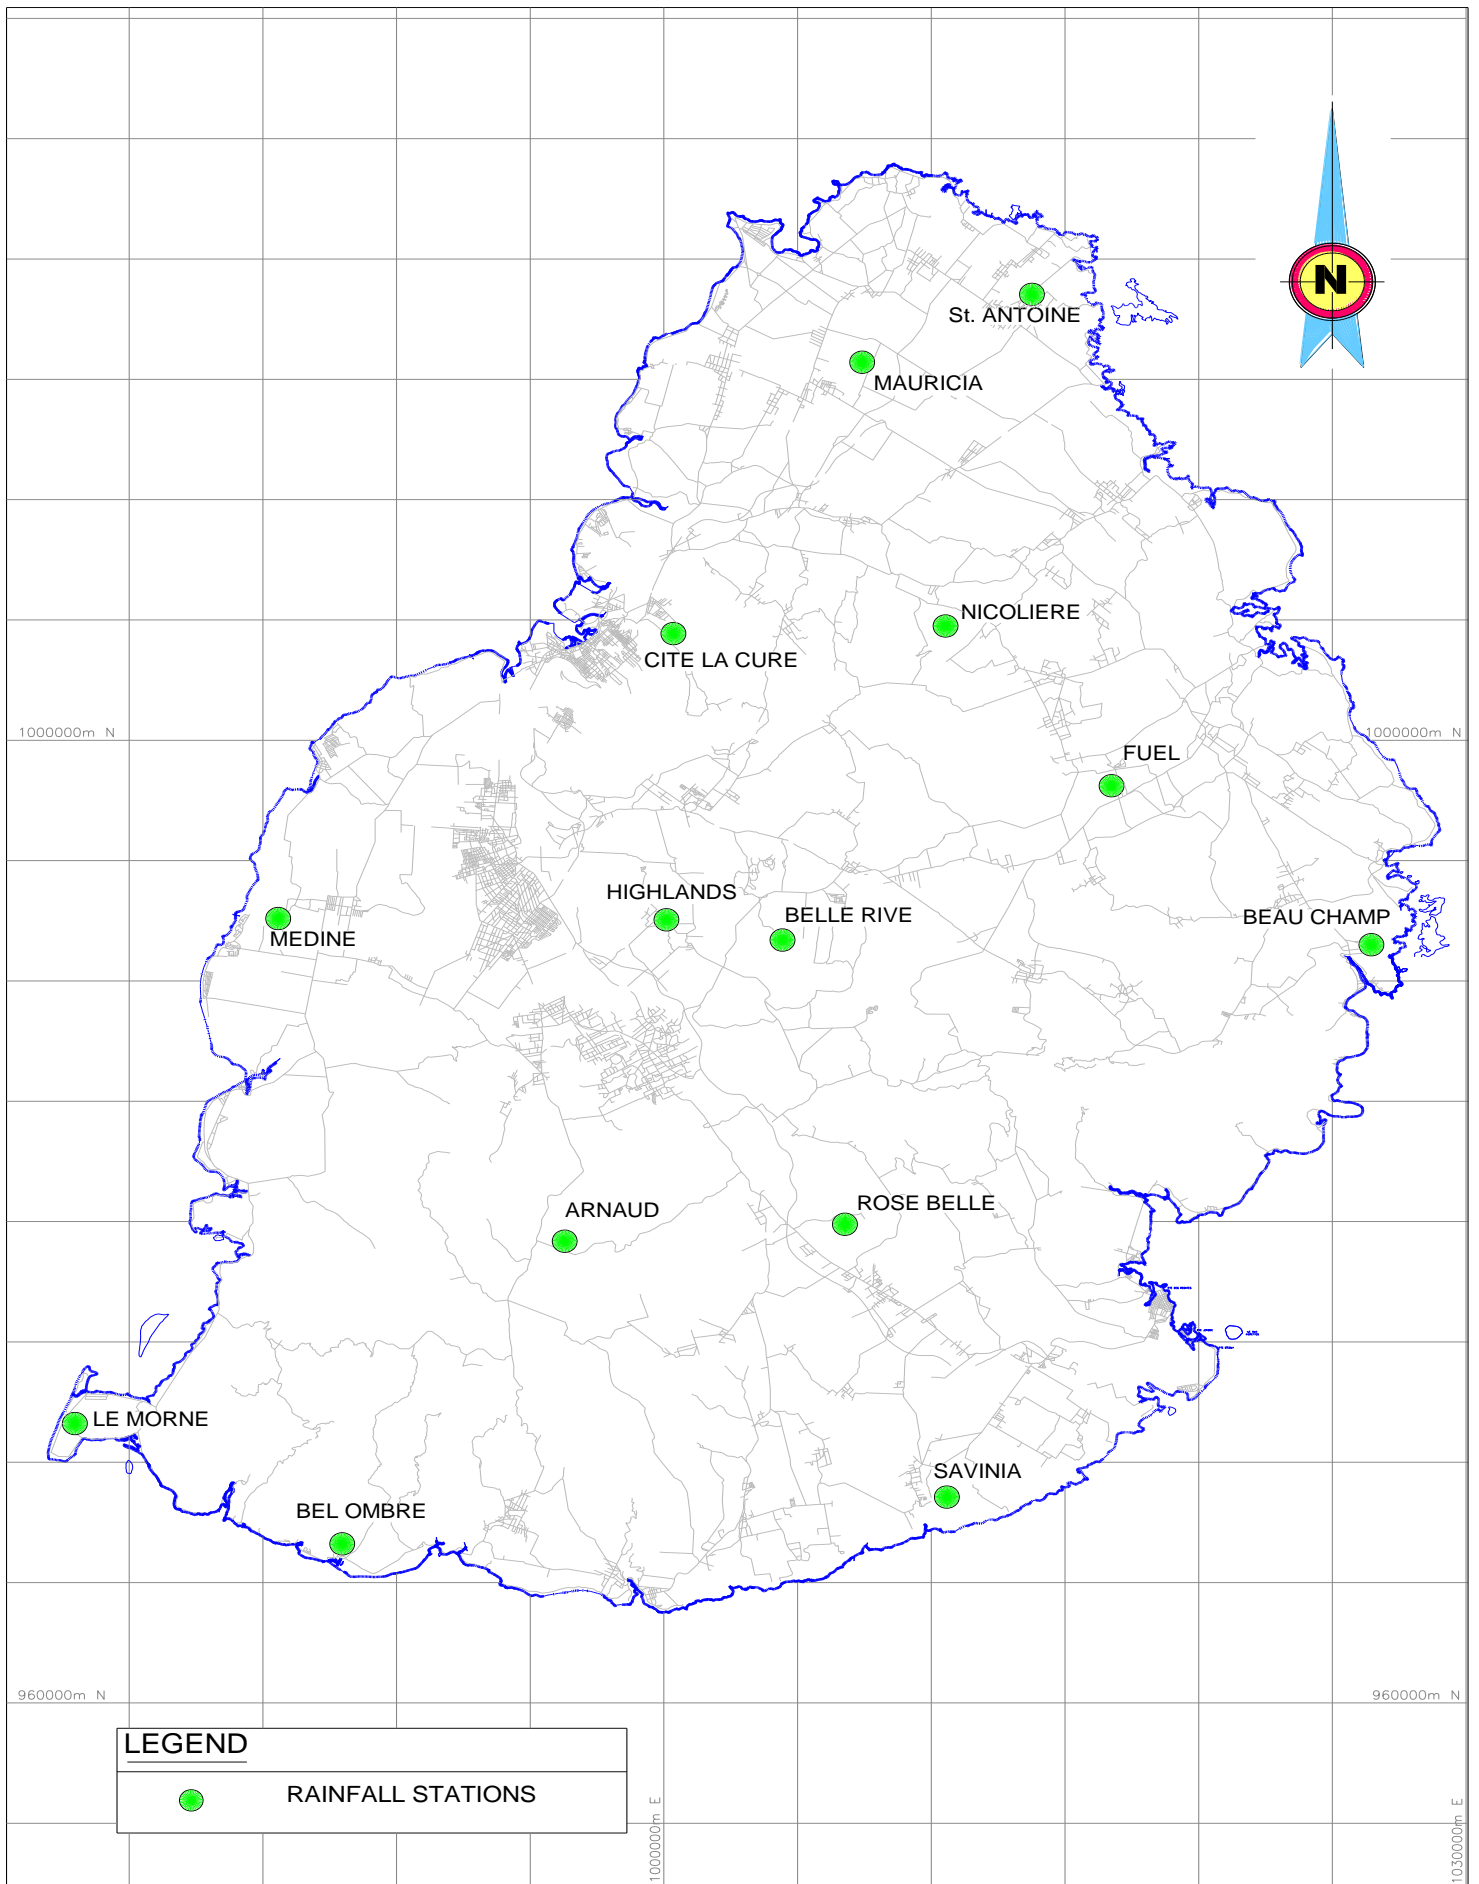 N
St. ANTOINE
MAURICIA
NICOLIERE
CITE LA CURE
1000000m N
1000000m N
FUEL
HIGHLANDS
BELLE RIVE
BEAU CHAMP
MEDINE
ROSE BELLE
ARNAUD
LE MORNE
SAVINIA
BEL OMBRE
960000m N
960000m N
LEGEND
RAINFALL STATIONS
1000000m E
1030000m E